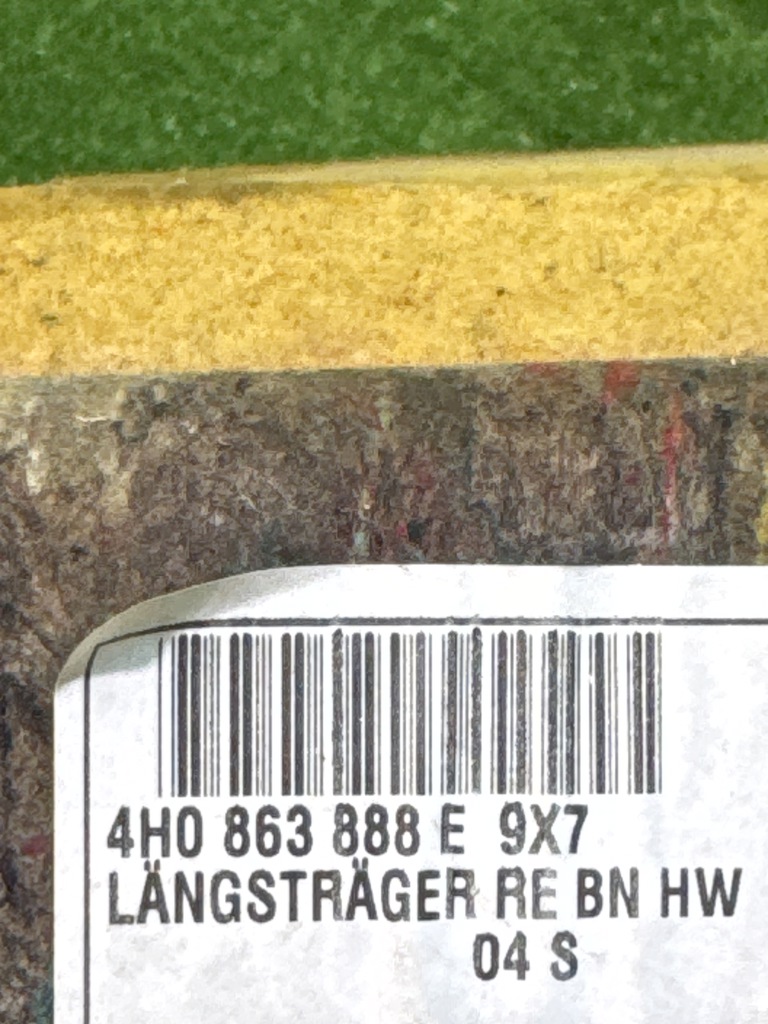 4H0 863 888 E 9X7
LÄNGSTRÄGER RE BN HW
04 S